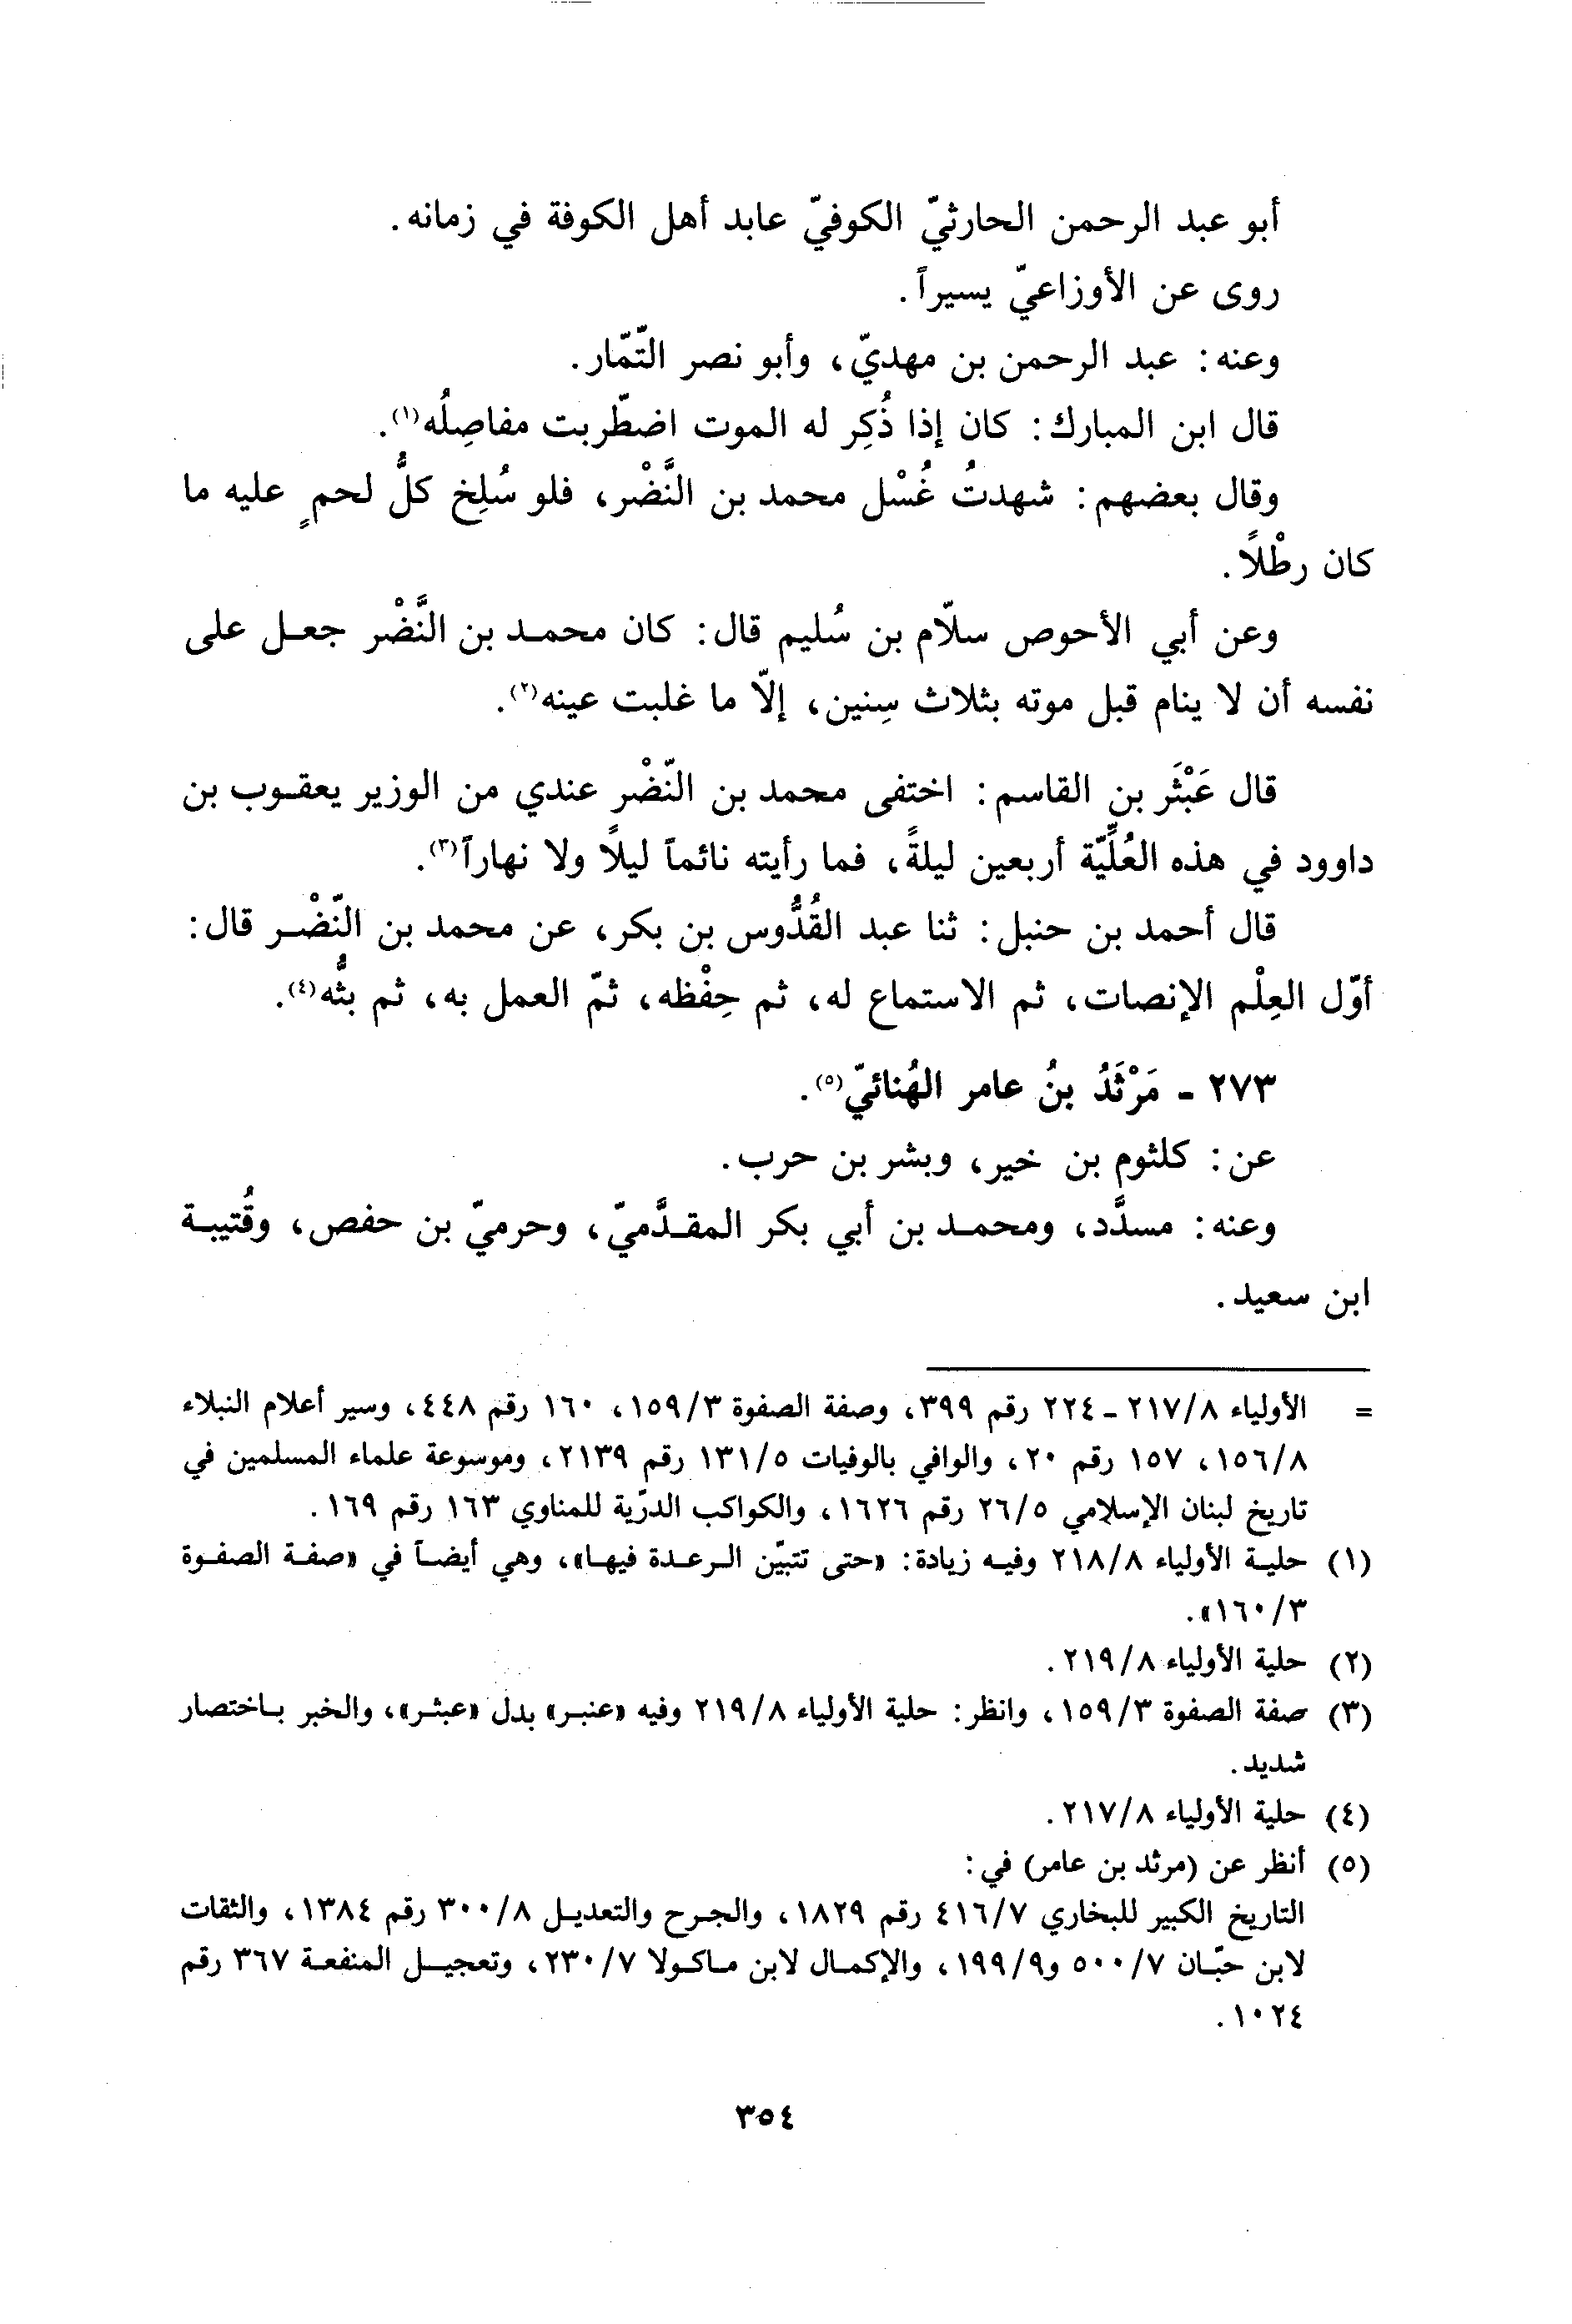 أبو عبد الرحمن الحارثيّ الكوفيّ عابد أهل الكوفة في زمانه.
روى عن الأوزاعيّ يسيراً.
وعنه: عبد الرحمن بن مهديّ، وأبو نصر التّمّار.
قال ابن المبارك: كان إذا ذُكِر له الموت اضطّربت مفاصِلُه(١).
وقال بعضهم: شهدتُ غُسْل محمد بن النَّضْر، فلو سُلِخ كلُّ لحمٍ عليه ما
كان رطْلاً.
وعن أبي الأحوص سلاّم بن سُليم قال: كان محمد بن النَّضْر جعل على
نفسه أن لا ينام قبل موته بثلاث سِنين، إلاّ ما غلبت عينه(٢).
قال عَبْثَر بن القاسم: اختفى محمد بن النّضْر عندي من الوزير يعقوب بن
داوود في هذه العُلِّيّة أربعين ليلةً، فما رأيته نائماً ليلاً ولا نهاراً(٣).
قال أحمد بن حنبل: ثنا عبد القُدُّوس بن بكر، عن محمد بن النّضْر قال:
أوّل العِلْم الإنصات، ثم الاستماع له، ثم حِفْظه، ثمّ العمل به، ثم بثُّه(٤).
٢٧٣ - مَرْثَدُ بنُ عامر الهُنائيّ(٥).
عن: كلثوم بن خير، وبشر بن حرب.
وعنه: مسدَّد، ومحمد بن أبي بكر المقدَّميّ، وحرميّ بن حفص، وقُتيبة
ابن سعيد.
= الأولياء ٢١٧/٨ - ٢٢٤ رقم ٣٩٩، وصفة الصفوة ١٥٩/٣، ١٦٠ رقم ٤٤٨، وسير أعلام النبلاء
١٥٦/٨، ١٥٧ رقم ٢٠، والوافي بالوفيات ١٣١/٥ رقم ٢١٣٩، وموسوعة علماء المسلمين في
تاريخ لبنان الإسلامي ٢٦/٥ رقم ١٦٢٦، والكواكب الدرّية للمناوي ١٦٣ رقم ١٦٩.
(١) حلية الأولياء ٢١٨/٨ وفيه زيادة: «حتى تتبيّن الرعدة فيها»، وهي أيضاً في «صفة الصفوة
١٦٠/٣».
(٢) حلية الأولياء ٢١٩/٨.
(٣) صفة الصفوة ١٥٩/٣، وانظر: حلية الأولياء ٢١٩/٨ وفيه «عنبر» بدل «عبثر»، والخبر باختصار
شديد.
(٤) حلية الأولياء ٢١٧/٨.
(٥) أنظر عن (مرثد بن عامر) في:
التاريخ الكبير للبخاري ٤١٦/٧ رقم ١٨٢٩، والجرح والتعديل ٣٠٠/٨ رقم ١٣٨٤، والثقات
لابن حبّان ٥٠٠/٧ و١٩٩/٩، والإكمال لابن ماكولا ٢٣٠/٧، وتعجيل المنفعة ٣٦٧ رقم
١٠٢٤.
٣٥٤